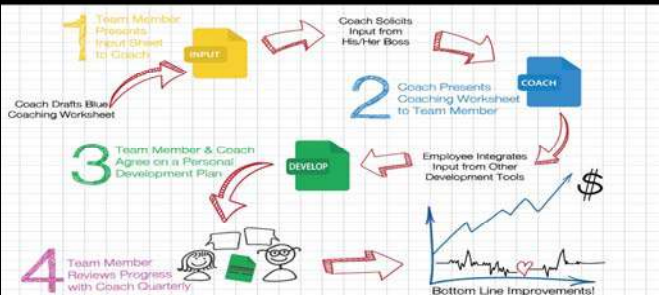 1 Team Member
Presents
Input Sheet
to Coach
INPUT
Coach Solicits
Input from
His/Her Boss
Coach Drafts Blue
Coaching Worksheet
2 Coach Presents
Coaching Worksheet
to Team Member
COACH
3 Team Member & Coach
Agree on a Personal
Development Plan
DEVELOP
Employee Integrates
Input from Other
Development Tools
$
4 Team Member
Reviews Progress
with Coach Quarterly
Bottom Line Improvements!